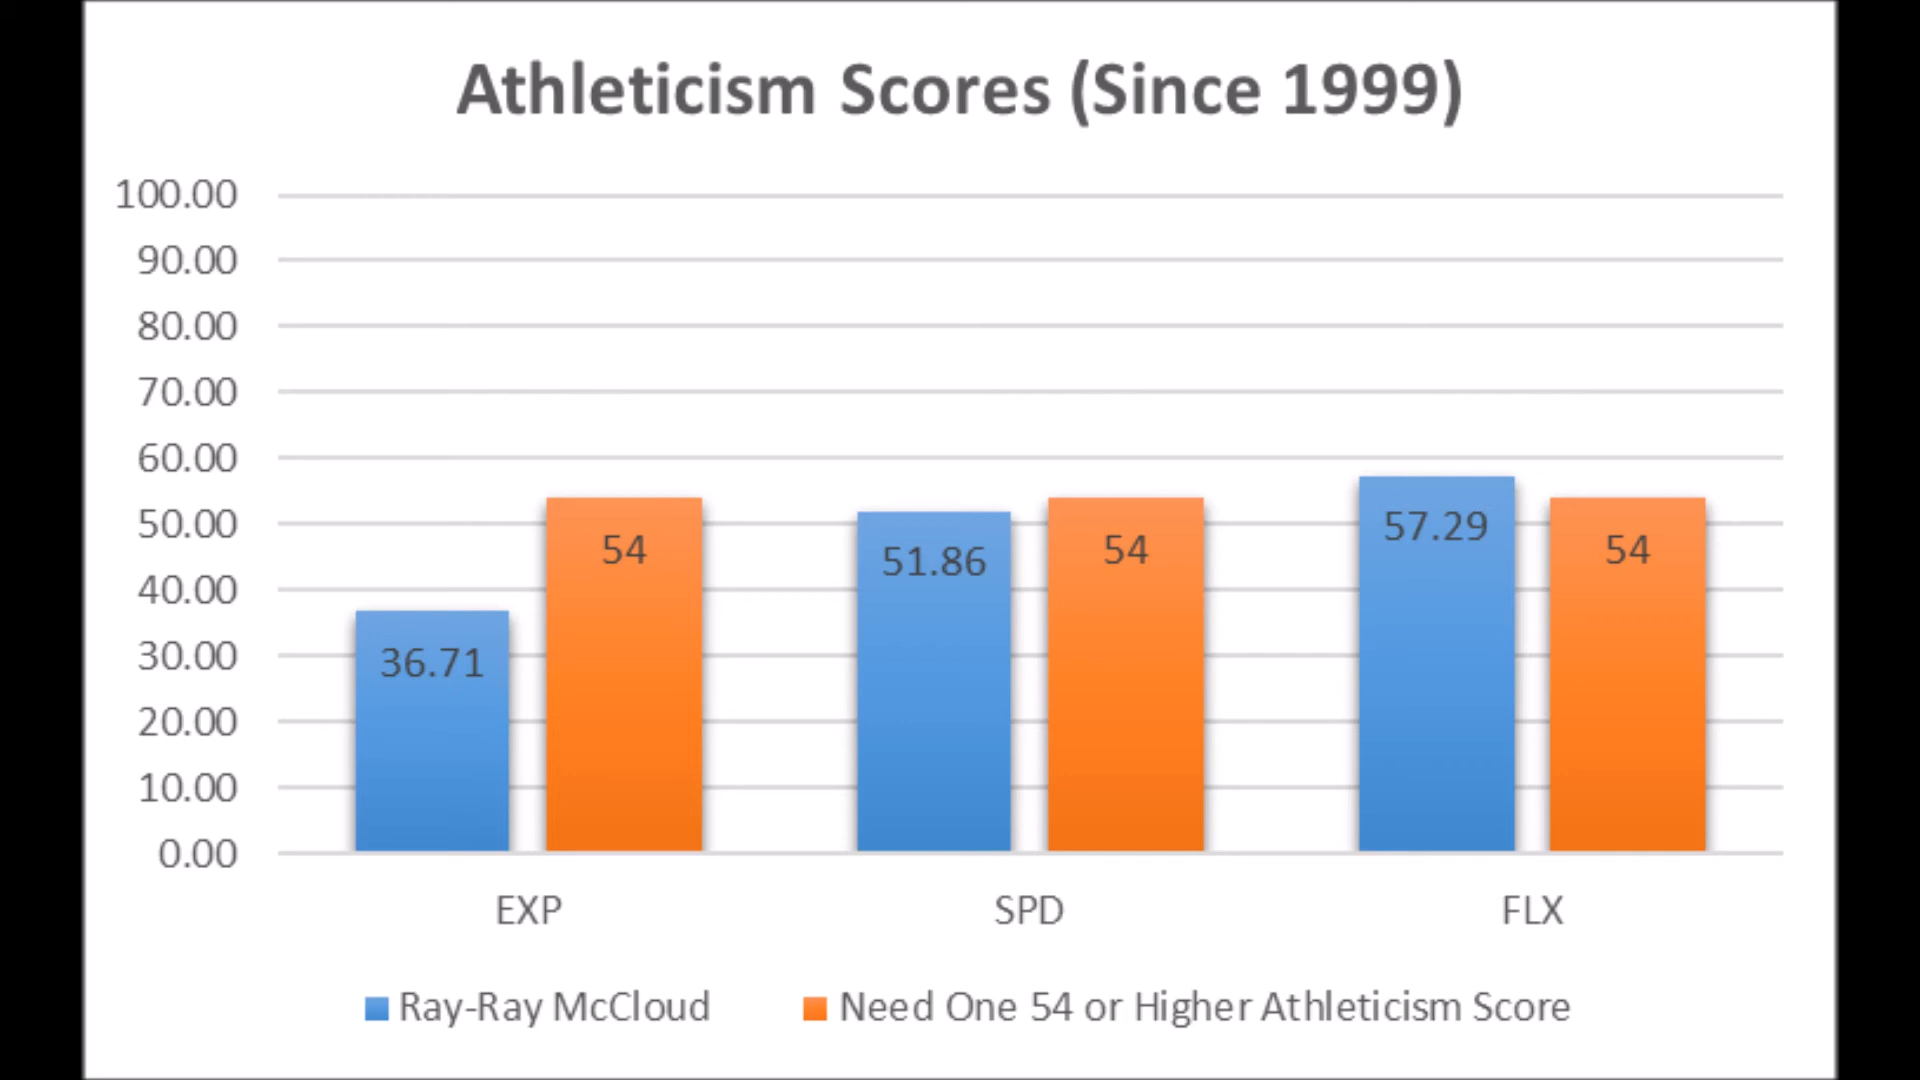 Athleticism Scores (Since 1999)
100.00
90.00
80.00
70.00
60.00
50.00
40.00
30.00
20.00
10.00
0.00
36.71
54
51.86
54
57.29
54
EXP
SPD
FLX
Ray-Ray McCloud
Need One 54 or Higher Athleticism Score